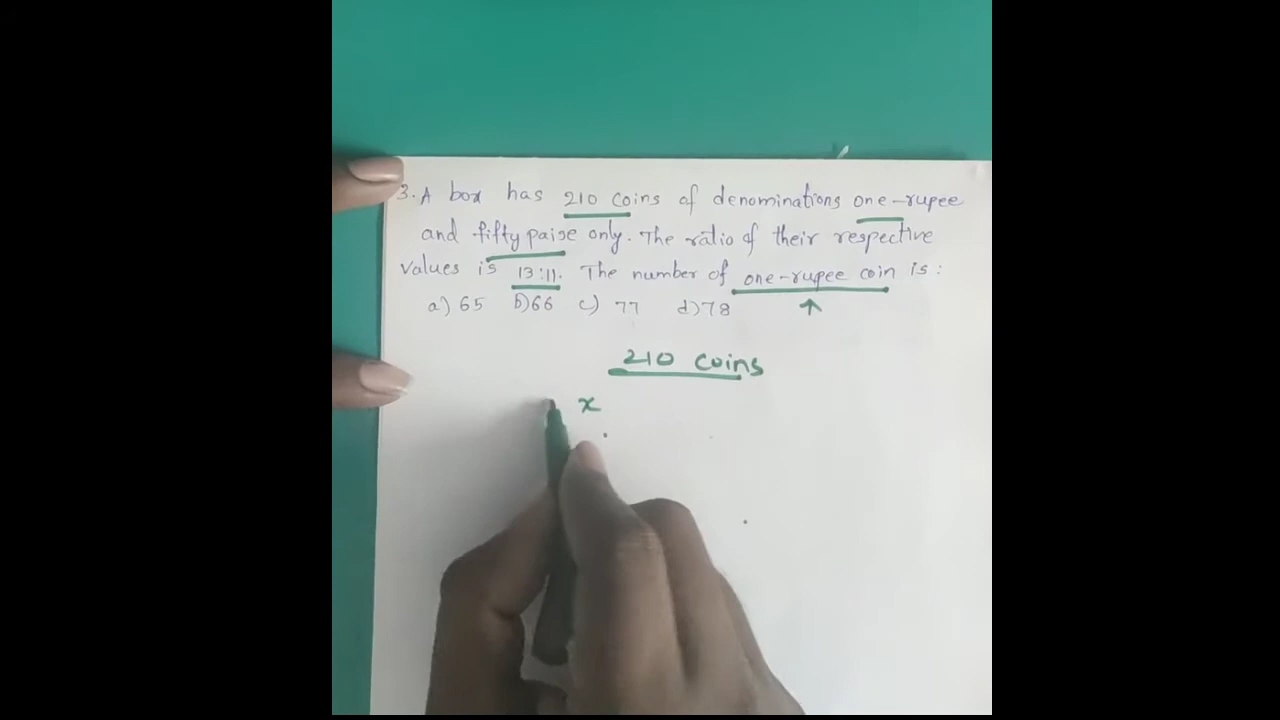 3. A box has 210 coins of denominations one-rupee
and fifty paise only. The ratio of their respective
values is 13:11. The number of one-rupee coin is:
a) 65 b) 66 c) 77 d) 78
210 coins
x